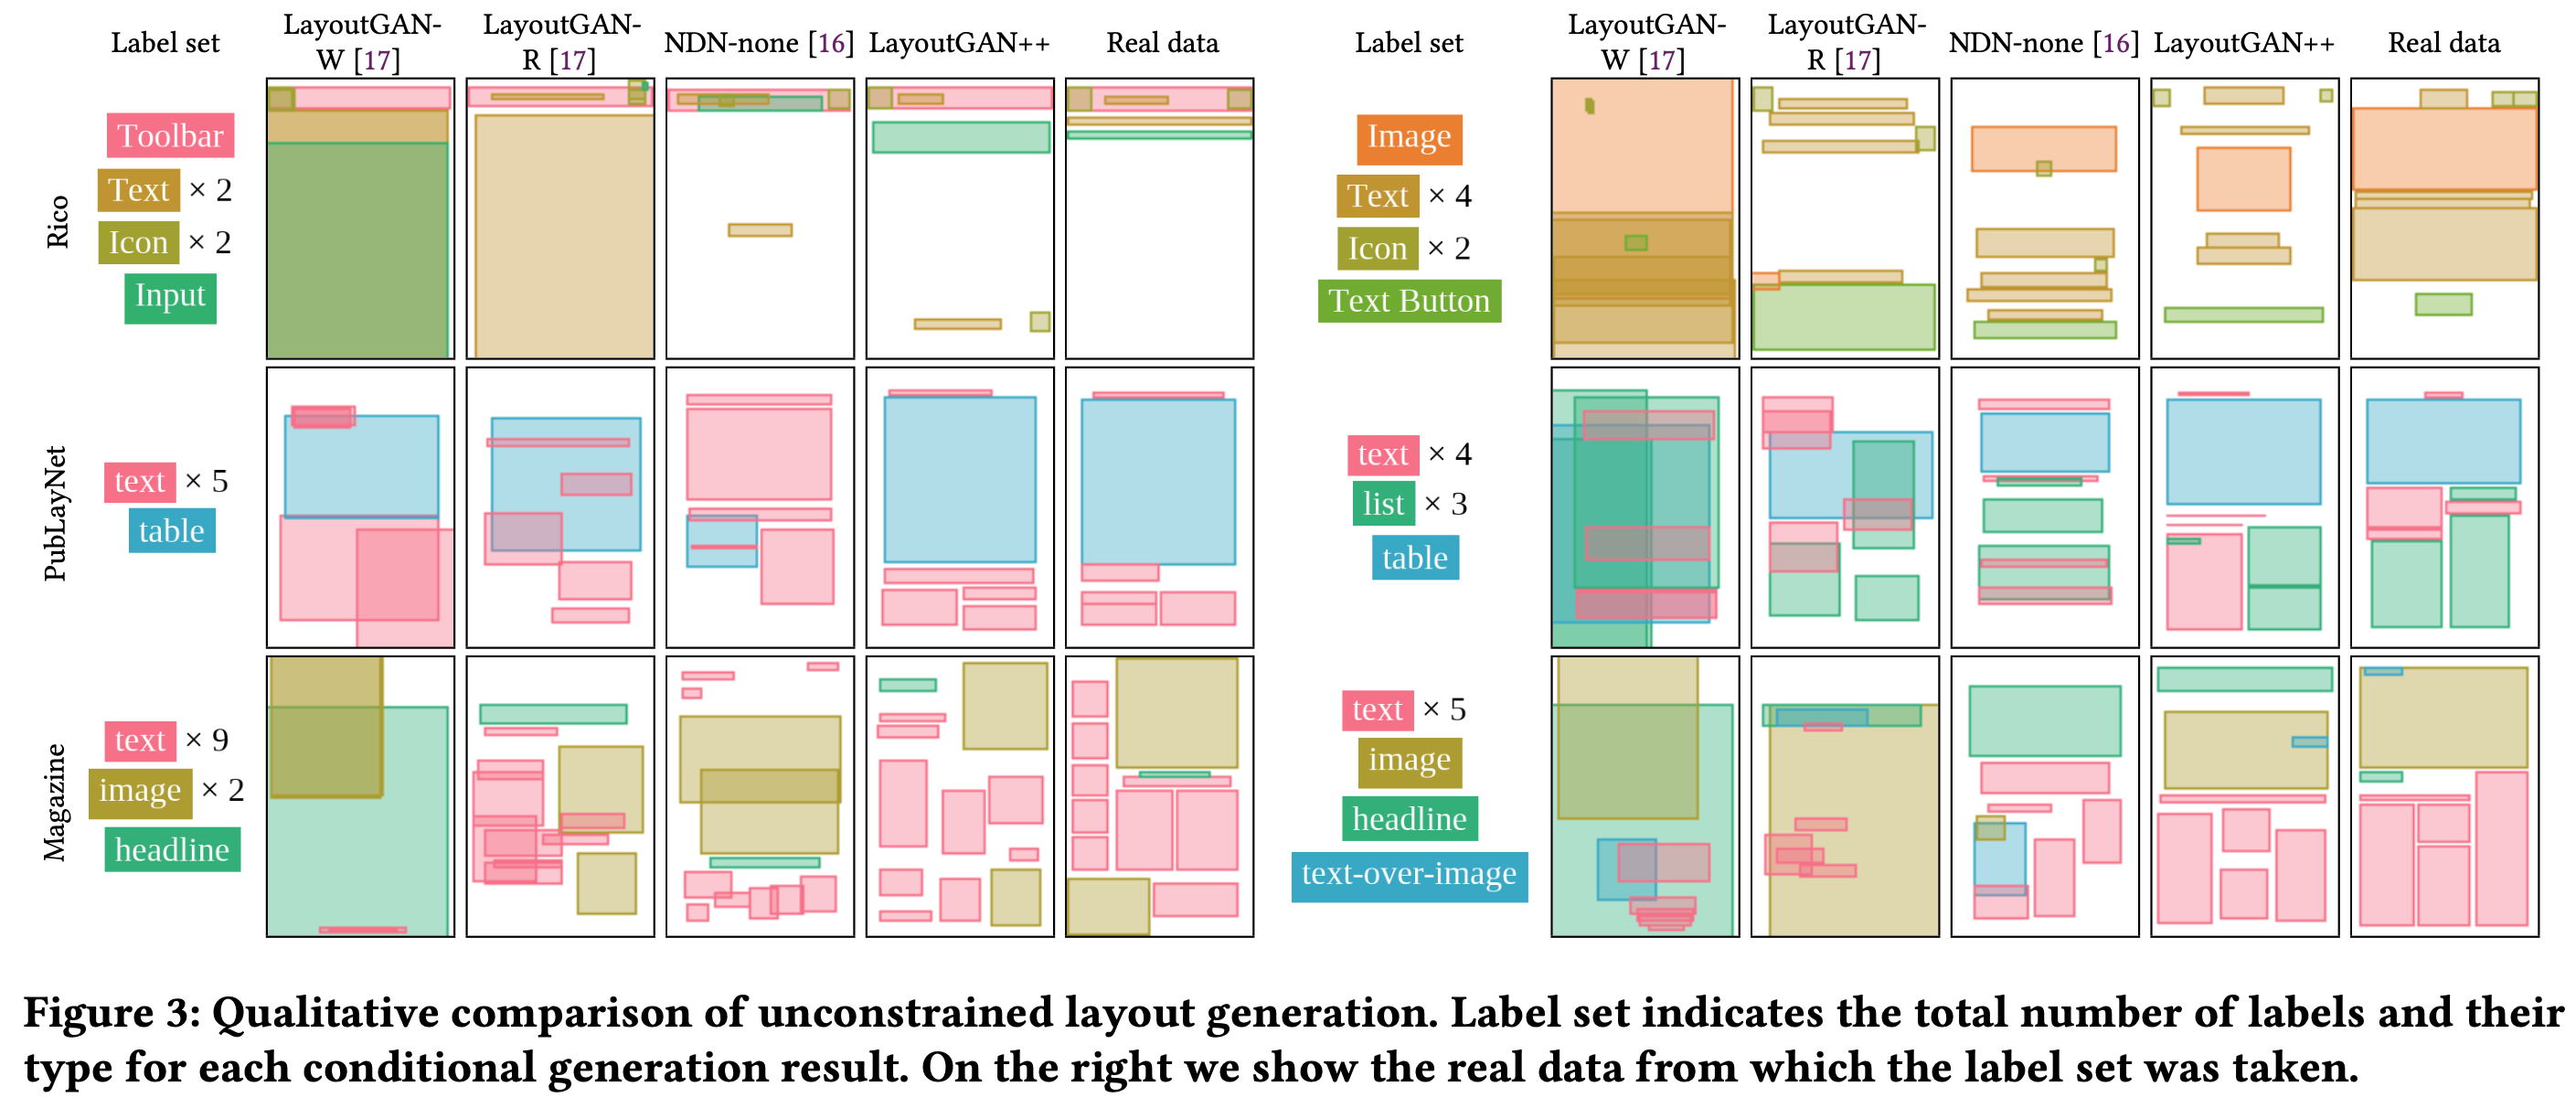 Label set
LayoutGAN-
W [17]
LayoutGAN-
R [17]
NDN-none [16]
LayoutGAN++
Real data
Label set
LayoutGAN-
W [17]
LayoutGAN-
R [17]
NDN-none [16]
LayoutGAN++
Real data
Rico
Toolbar
Text × 2
Icon × 2
Input
Image
Text × 4
Icon × 2
Text Button
PubLayNet
text × 5
table
text × 4
list × 3
table
Magazine
text × 9
image × 2
headline
text × 5
image
headline
text-over-image
Figure 3: Qualitative comparison of unconstrained layout generation. Label set indicates the total number of labels and their
type for each conditional generation result. On the right we show the real data from which the label set was taken.